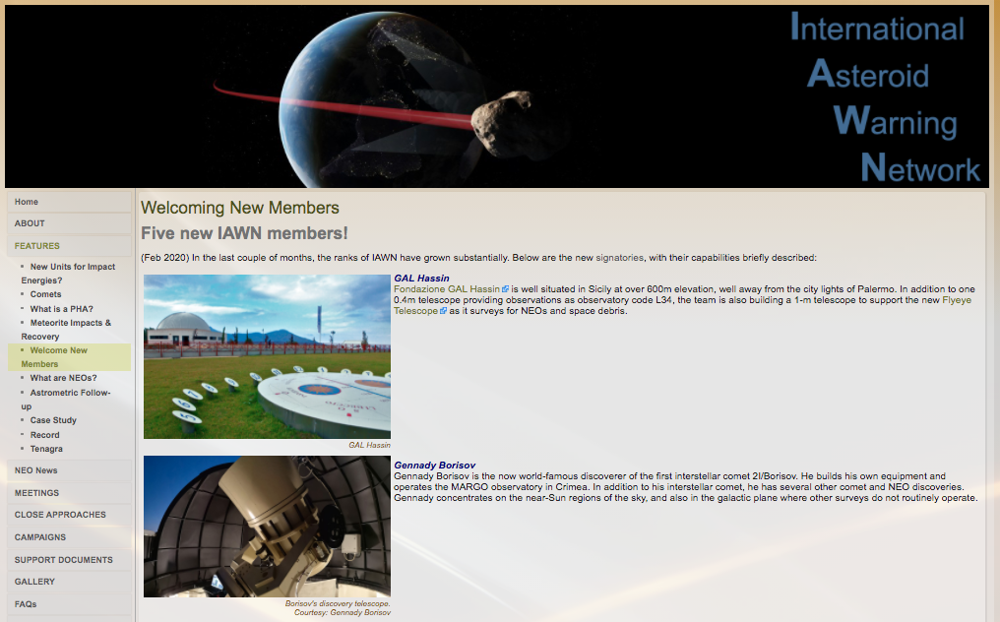 International
Asteroid
Warning
Network
Home
ABOUT
FEATURES
New Units for Impact
Energies?
Comets
What is a PHA?
Meteorite Impacts &
Recovery
Welcome New
Members
What are NEOs?
Astrometric Follow-
up
Case Study
Record
Tenagra
NEO News
MEETINGS
CLOSE APPROACHES
CAMPAIGNS
SUPPORT DOCUMENTS
GALLERY
FAQs
Welcoming New Members
Five new IAWN members!
(Feb 2020) In the last couple of months, the ranks of IAWN have grown substantially. Below are the new signatories, with their capabilities briefly described:
GAL Hassin
Fondazione GAL Hassin is well situated in Sicily at over 600m elevation, well away from the city lights of Palermo. In addition to one
0.4m telescope providing observations as observatory code L34, the team is also building a 1-m telescope to support the new Flyeye
Telescope as it surveys for NEOs and space debris.
GAL Hassin
Gennady Borisov
Gennady Borisov is the now world-famous discoverer of the first interstellar comet 2I/Borisov. He builds his own equipment and
operates the MARGO observatory in Crimea. In addition to his interstellar comet, he has several other comet and NEO discoveries.
Gennady concentrates on the near-Sun regions of the sky, and also in the galactic plane where other surveys do not routinely operate.
Borisov's discovery telescope.
Courtesy: Gennady Borisov